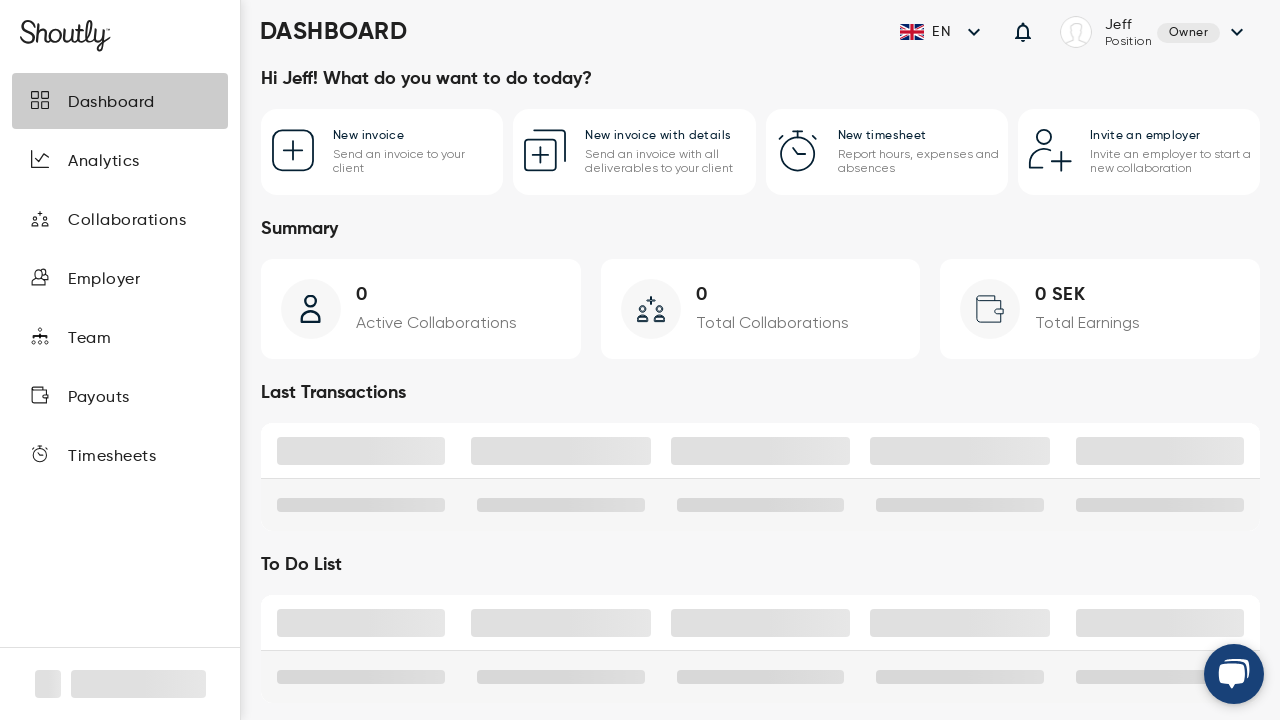 Shoutly
DASHBOARD
EN
Jeff
Position
Owner
Dashboard
Analytics
Collaborations
Employer
Team
Payouts
Timesheets
Hi Jeff! What do you want to do today?
New invoice
Send an invoice to your
client
New invoice with details
Send an invoice with all
deliverables to your client
New timesheet
Report hours, expenses and
absences
Invite an employer
Invite an employer to start a
new collaboration
Summary
0
Active Collaborations
0
Total Collaborations
0 SEK
Total Earnings
Last Transactions
To Do List